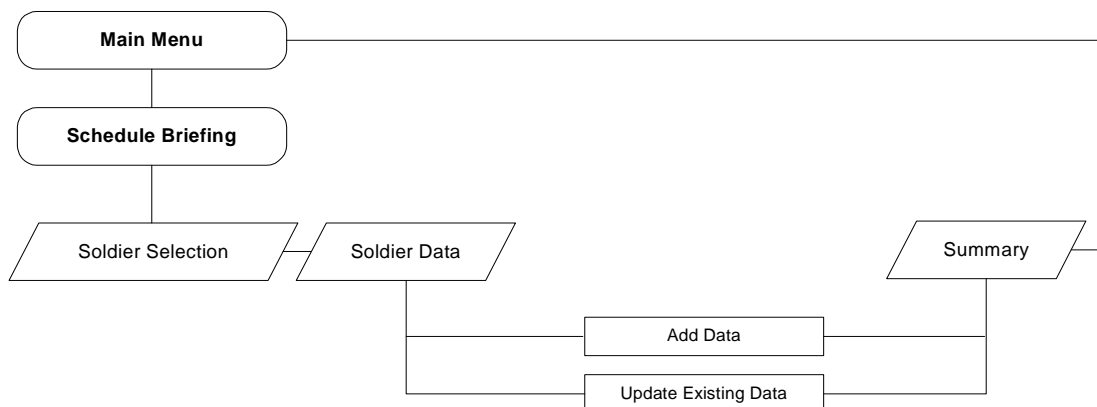 Main Menu
Schedule Briefing
Soldier Selection
Soldier Data
Summary
Add Data
Update Existing Data